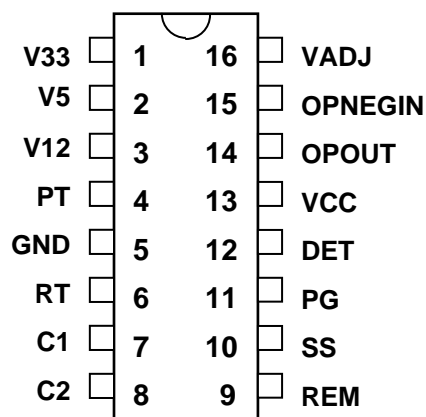 V33 1 16 VADJ
V5 2 15 OPNEGIN
V12 3 14 OPOUT
PT 4 13 VCC
GND 5 12 DET
RT 6 11 PG
C1 7 10 SS
C2 8 9 REM